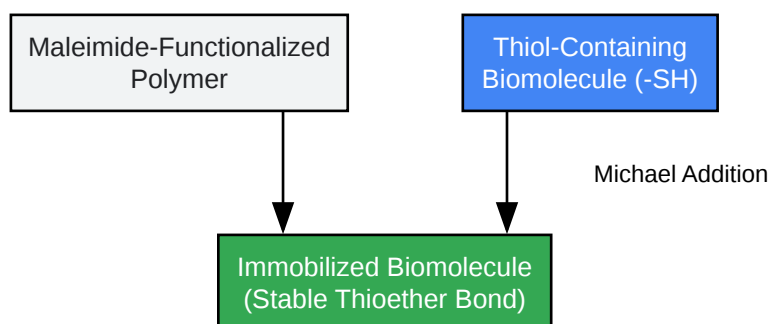 Maleimide-Functionalized
Polymer
Thiol-Containing
Biomolecule (-SH)
Michael Addition
Immobilized Biomolecule
(Stable Thioether Bond)